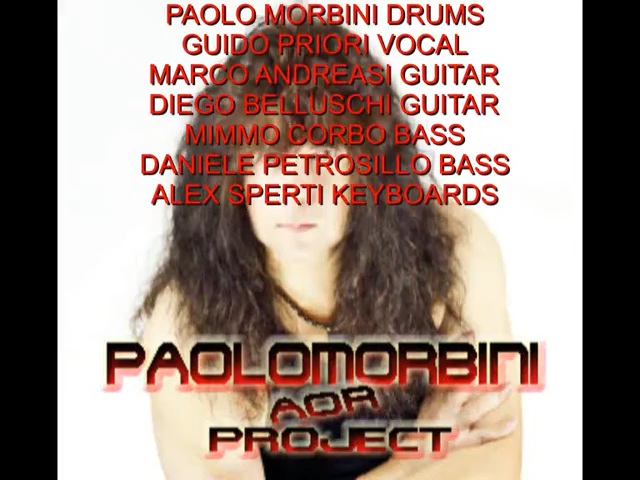 PAOLO MORBINI DRUMS
GUIDO PRIORI VOCAL
MARCO ANDREASI GUITAR
DIEGO BELLUSCHI GUITAR
MIMMO CORBO BASS
DANIELE PETROSILLO BASS
ALEX SPERTI KEYBOARDS
PAOLOMORBINI
AOR
PROJECT